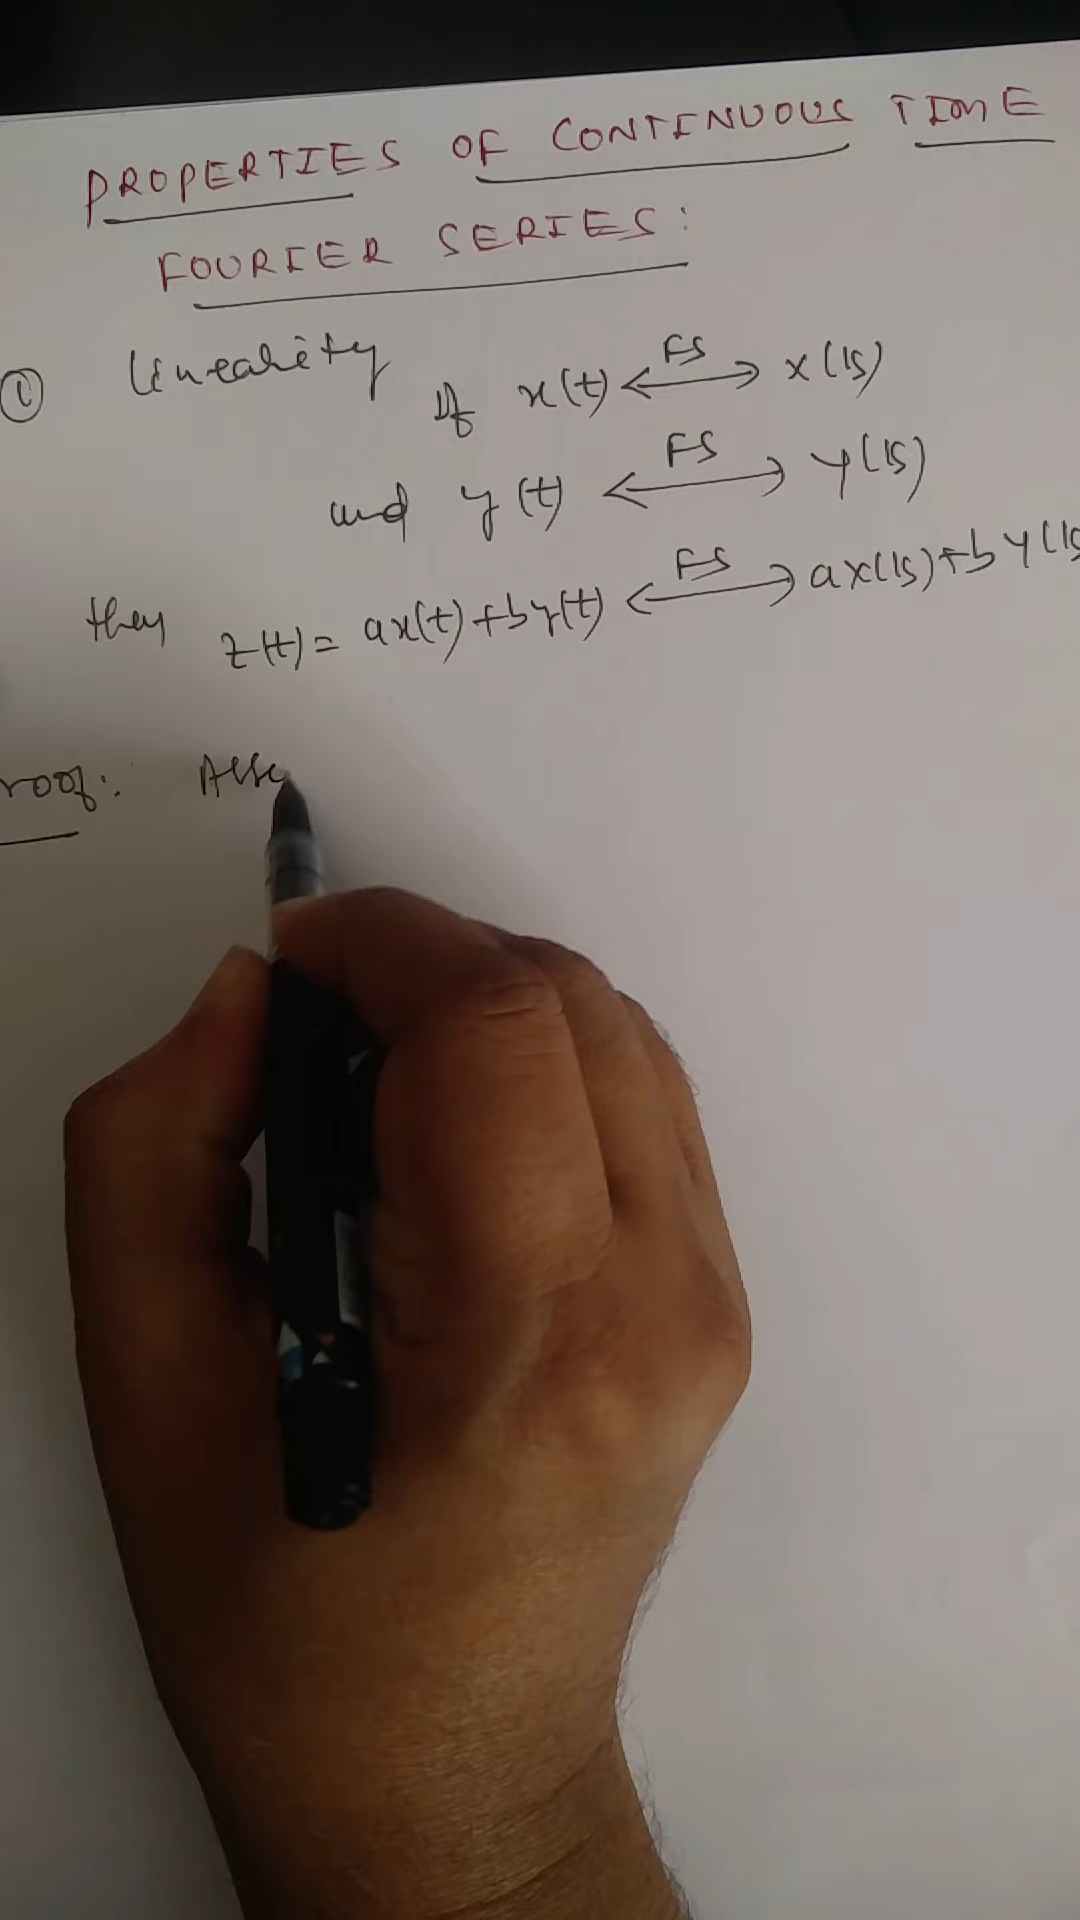 PROPERTIES OF CONTINUOUS TIME
FOURIER SERIES:
① Linearity
If x(t) <-FS-> X(k)
and y(t) <-FS-> Y(k)
then z(t) = ax(t)+by(t) <-FS-> aX(k)+bY(k
roof: Assu